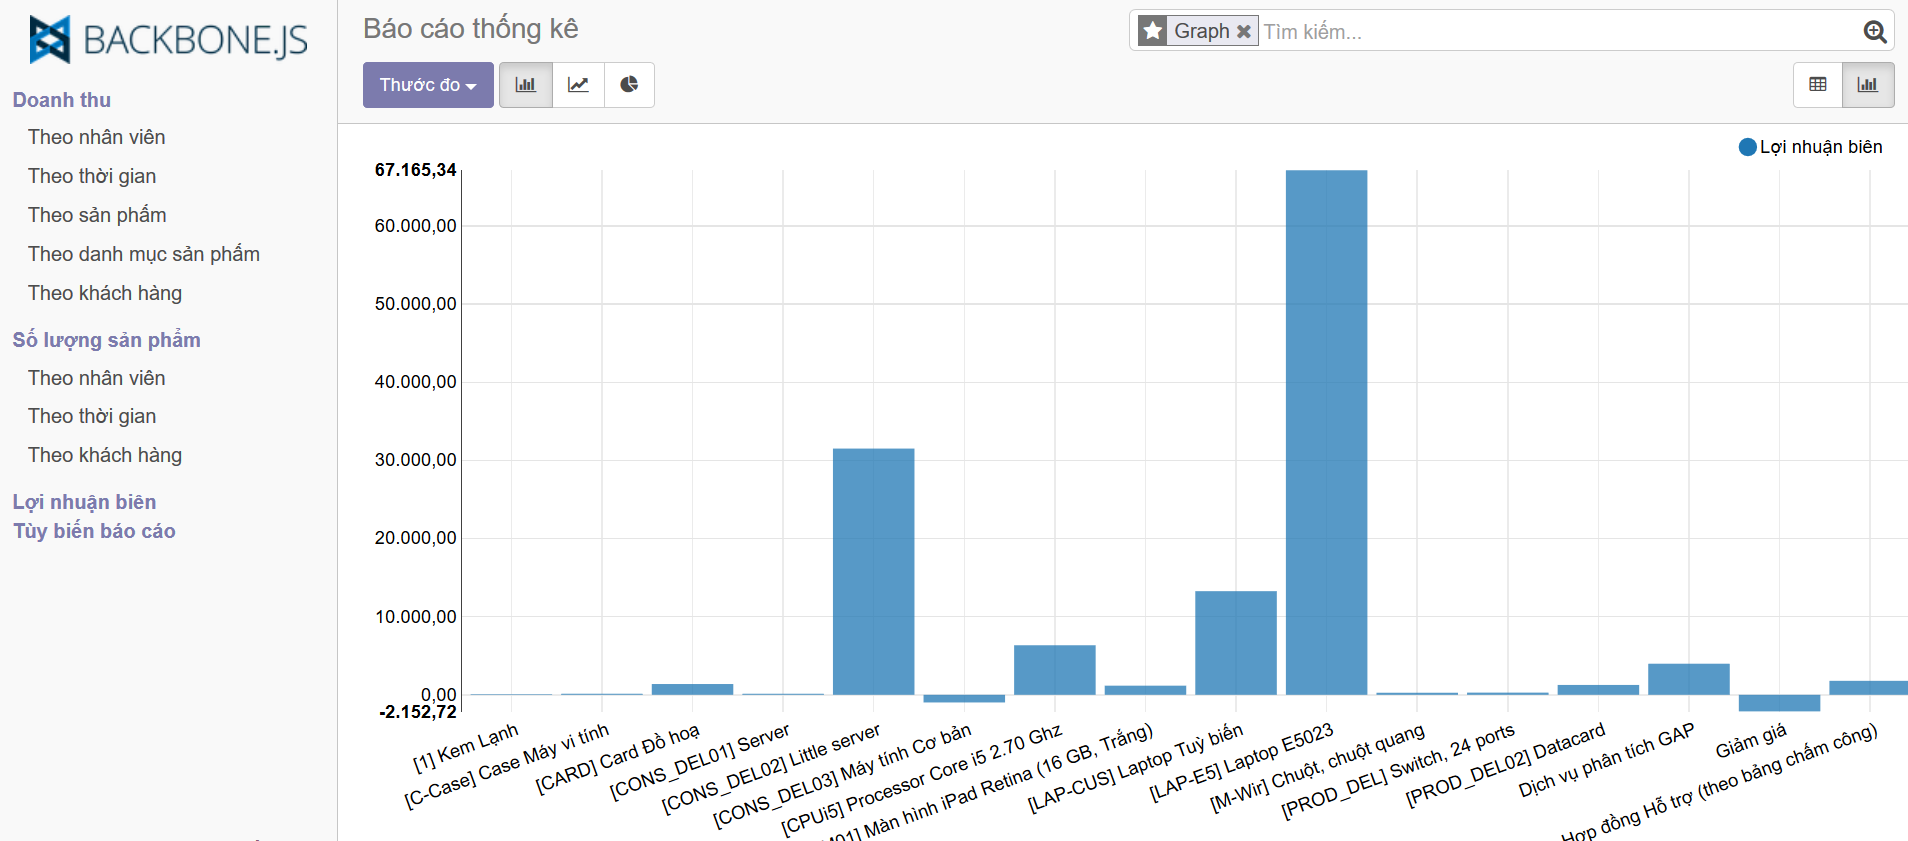 BACKBONE.JS
Doanh thu
Theo nhân viên
Theo thời gian
Theo sản phẩm
Theo danh mục sản phẩm
Theo khách hàng
Số lượng sản phẩm
Theo nhân viên
Theo thời gian
Theo khách hàng
Lợi nhuận biên
Tùy biến báo cáo
Báo cáo thống kê
Graph
Tìm kiếm...
Thước đo
Lợi nhuận biên
67.165,34
60.000,00
50.000,00
40.000,00
30.000,00
20.000,00
10.000,00
0,00
-2.152,72
[1] Kem Lạnh
[C-Case] Case Máy vi tính
[CARD] Card Đồ hoạ
[CONS_DEL01] Server
[CONS_DEL02] Little server
[CONS_DEL03] Máy tính Cơ bản
[CPUi5] Processor Core i5 2.70 Ghz
01] Màn hình iPad Retina (16 GB, Trắng)
[LAP-CUS] Laptop Tuỳ biến
[LAP-E5] Laptop E5023
[M-Wir] Chuột, chuột quang
[PROD_DEL] Switch, 24 ports
[PROD_DEL02] Datacard
Dịch vụ phân tích GAP
Giảm giá
Hợp đồng Hỗ trợ (theo bảng chấm công)